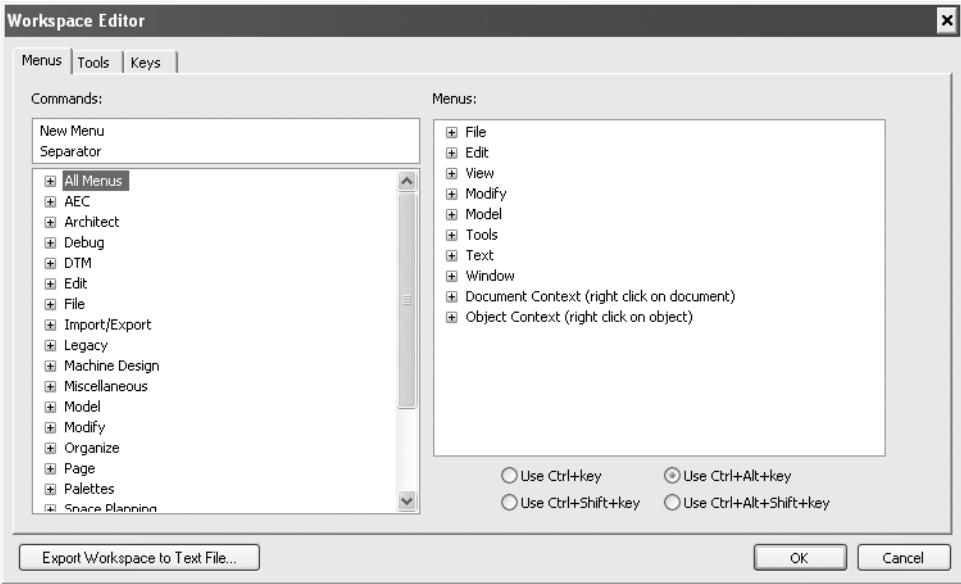 Workspace Editor
Menus
Tools
Keys
Commands:
New Menu
Separator
All Menus
AEC
Architect
Debug
DTM
Edit
File
Import/Export
Legacy
Machine Design
Miscellaneous
Model
Modify
Organize
Page
Palettes
Space Planning
Menus:
File
Edit
View
Modify
Model
Tools
Text
Window
Document Context (right click on document)
Object Context (right click on object)
Use Ctrl+key
Use Ctrl+Alt+key
Use Ctrl+Shift+key
Use Ctrl+Alt+Shift+key
Export Workspace to Text File...
OK
Cancel